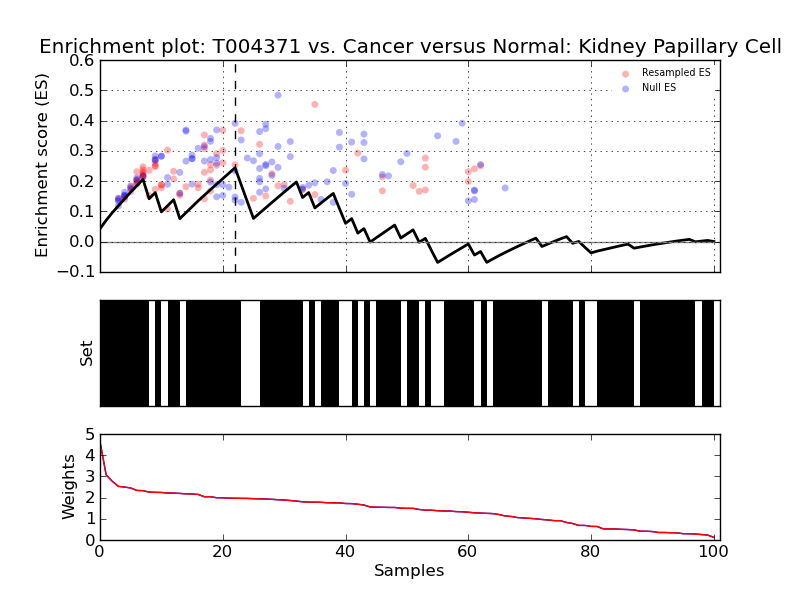 Enrichment plot: T004371 vs. Cancer versus Normal: Kidney Papillary Cell
0.6
0.5
0.4
0.3
0.2
0.1
0.0
−0.1
Enrichment score (ES)
Resampled ES
Null ES
Set
5
4
3
2
1
0
Weights
0 20 40 60 80 100
Samples